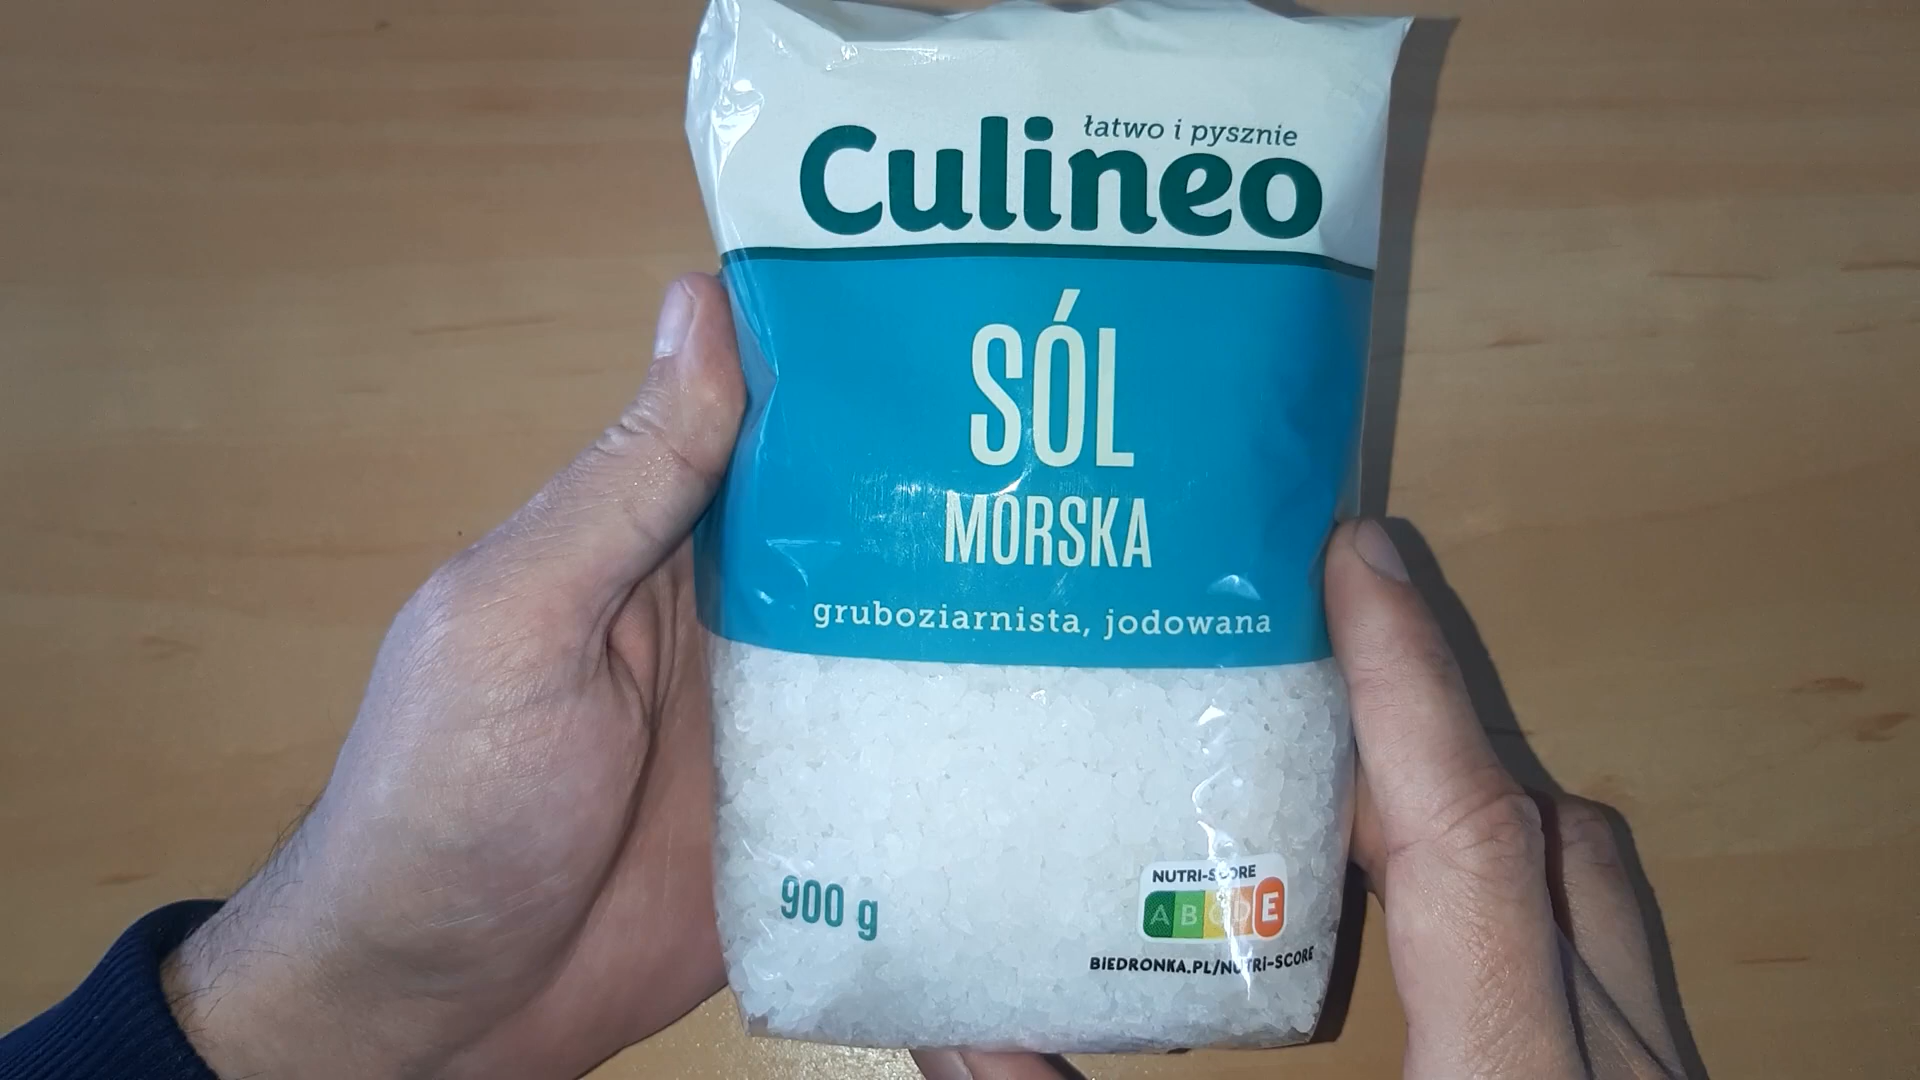 łatwo i pysznie
Culineo
SÓL
MORSKA
gruboziarnista, jodowana
900 g
NUTRI-SCORE
A B C D E
BIEDRONKA.PL/NUTRI-SCORE